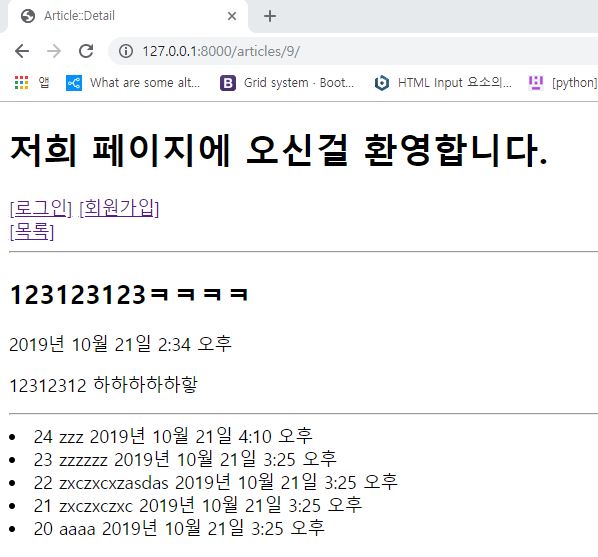 Article::Detail
127.0.0.1:8000/articles/9/
앱 What are some alt... Grid system · Boot... HTML Input 요소의... [python]
저희 페이지에 오신걸 환영합니다.
[로그인] [회원가입]
[목록]
123123123ㅋㅋㅋㅋ
2019년 10월 21일 2:34 오후
12312312 하하하하하핳
24 zzz 2019년 10월 21일 4:10 오후
23 zzzzzz 2019년 10월 21일 3:25 오후
22 zxczxcxzasdas 2019년 10월 21일 3:25 오후
21 zxczxczxc 2019년 10월 21일 3:25 오후
20 aaaa 2019년 10월 21일 3:25 오후